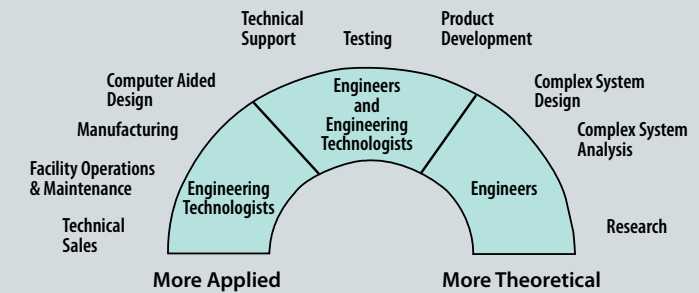 Technical
Support
Testing
Product
Development
Computer Aided
Design
Engineers
and
Engineering
Technologists
Complex System
Design
Manufacturing
Complex System
Analysis
Facility Operations
& Maintenance
Engineering
Technologists
Engineers
Technical
Sales
Research
More Applied
More Theoretical